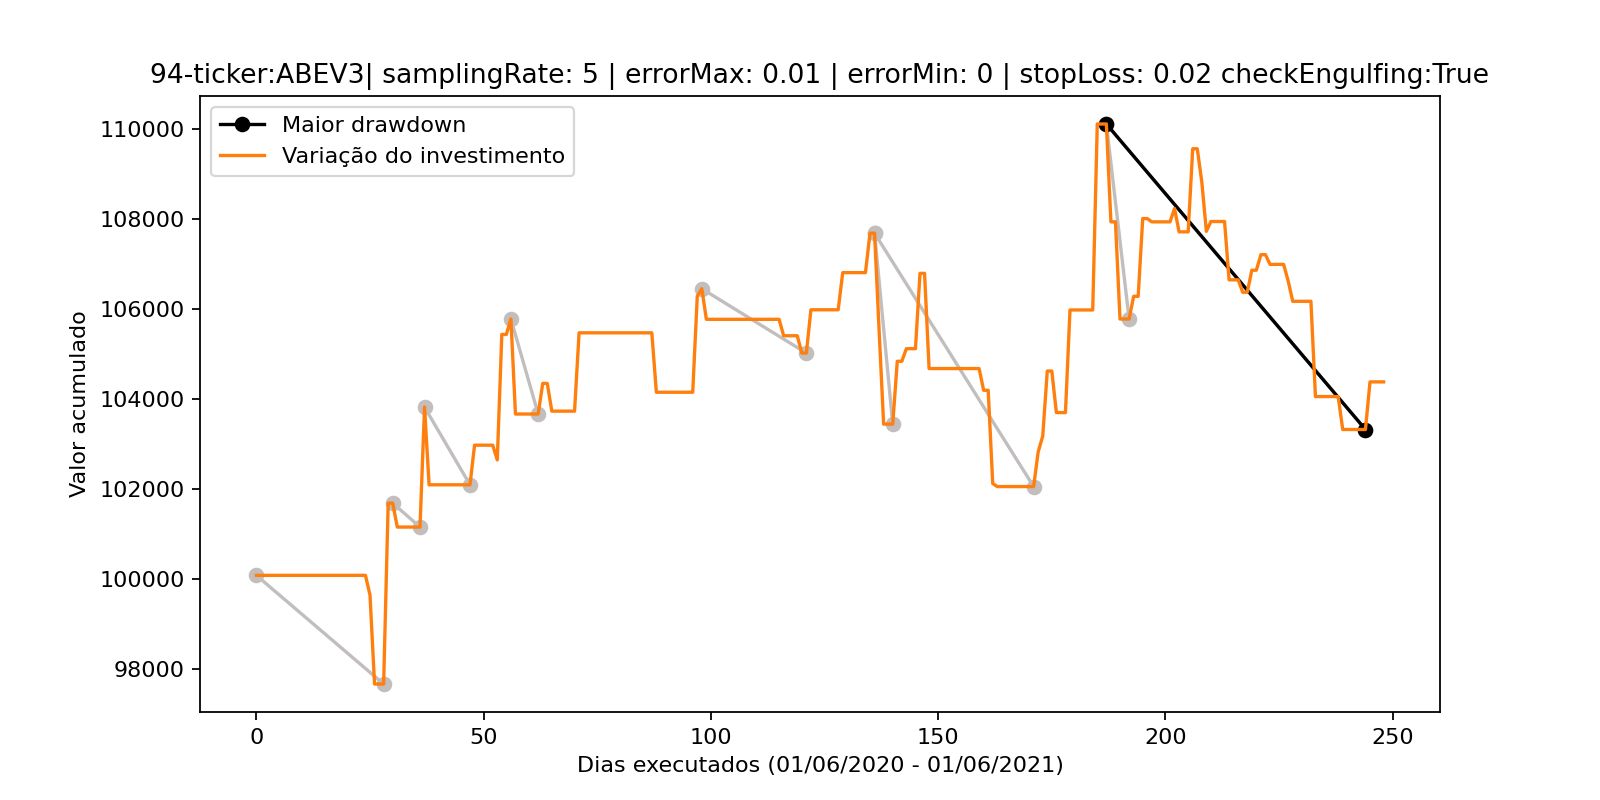 94-ticker:ABEV3| samplingRate: 5 | errorMax: 0.01 | errorMin: 0 | stopLoss: 0.02 checkEngulfing:True
Maior drawdown
Variação do investimento
Valor acumulado
110000
108000
106000
104000
102000
100000
98000
0 50 100 150 200 250
Dias executados (01/06/2020 - 01/06/2021)